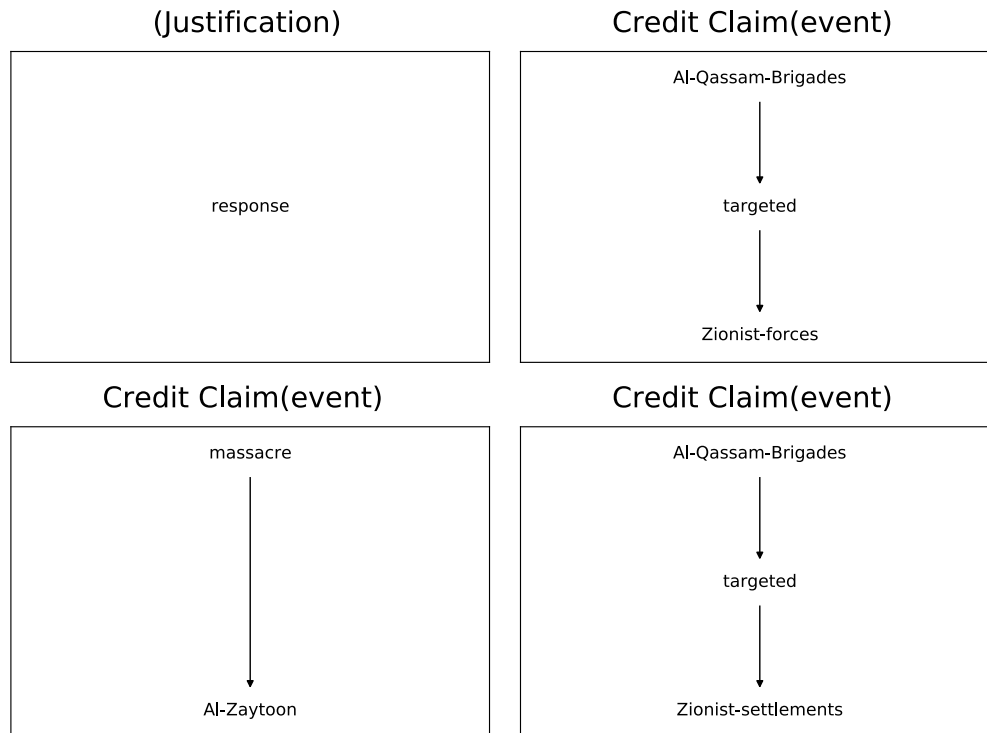 (Justification)
response
Credit Claim(event)
Al-Qassam-Brigades
targeted
Zionist-forces
Credit Claim(event)
massacre
Al-Zaytoon
Credit Claim(event)
Al-Qassam-Brigades
targeted
Zionist-settlements